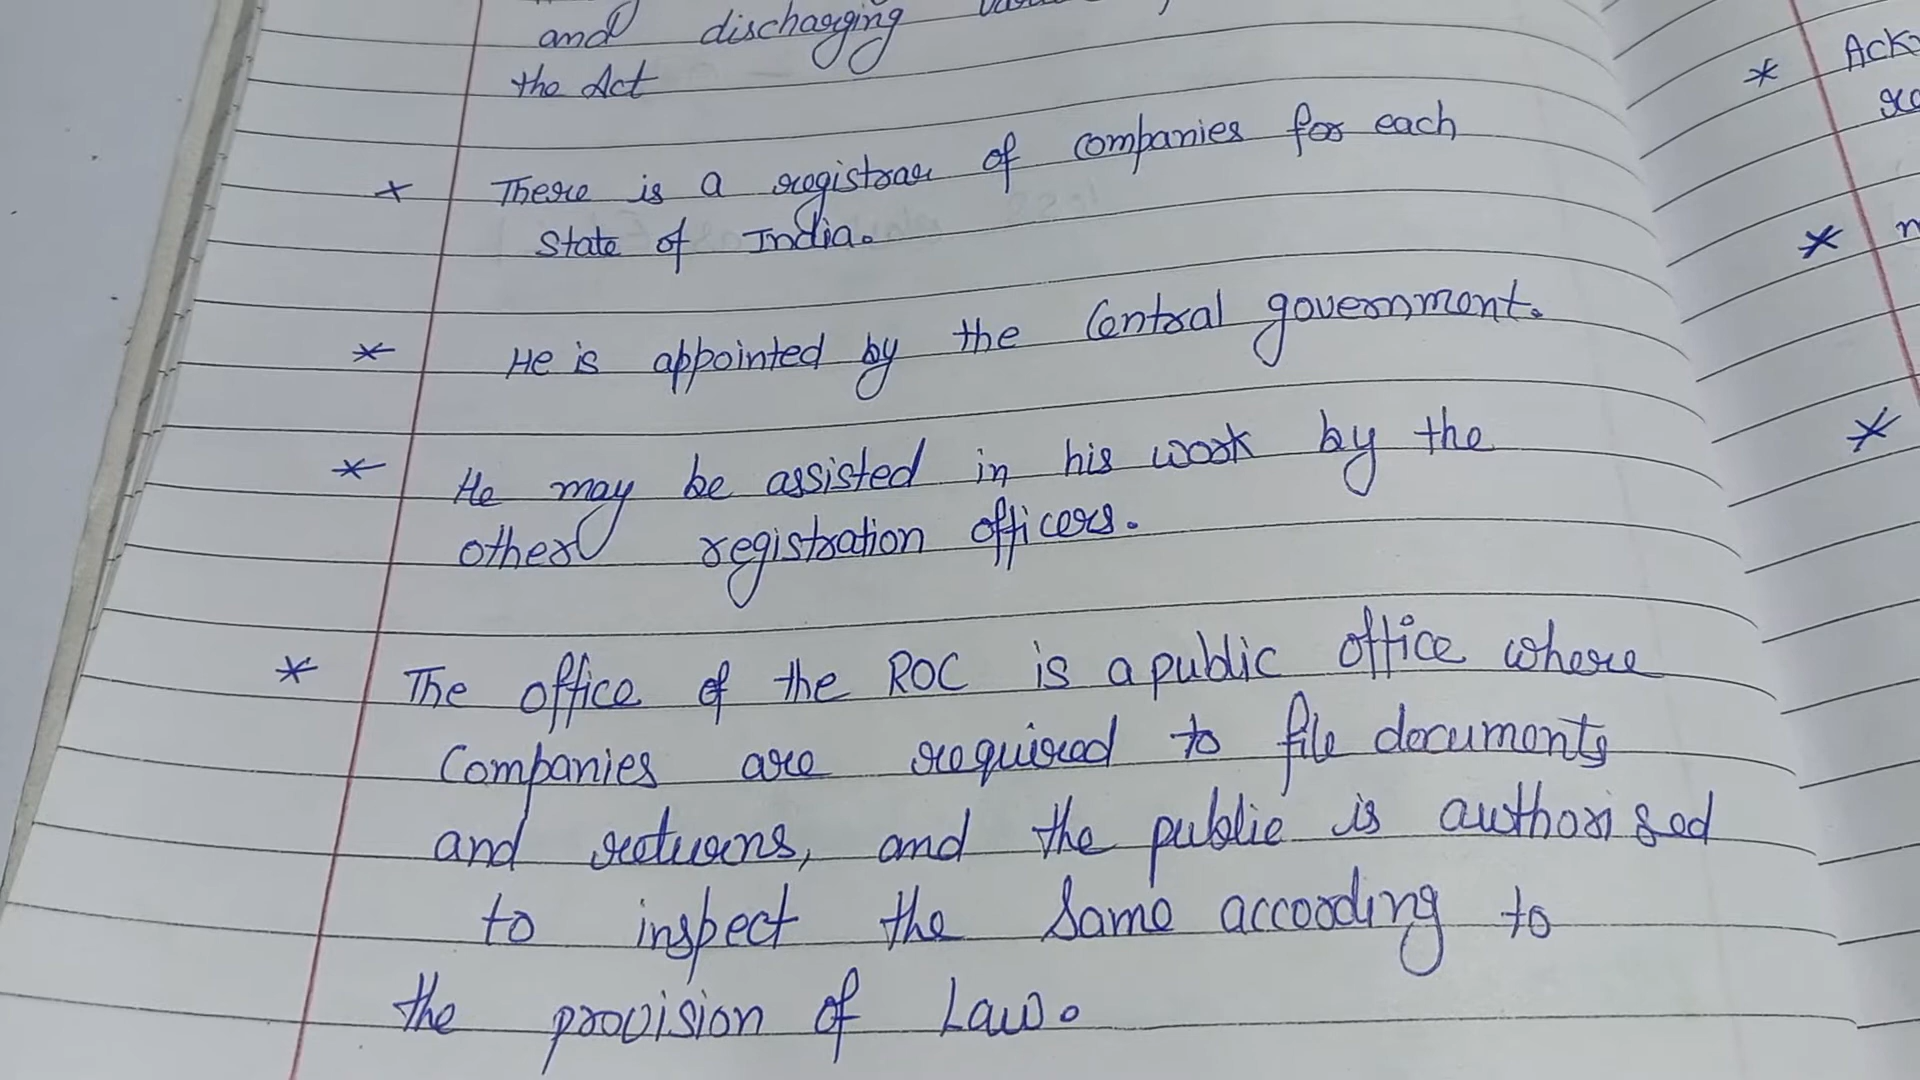 and discharging
the Act
* There is a registrar of companies for each
State of India.
* He is appointed by the Central government.
* He may be assisted in his work by the
other registration officers.
* The office of the ROC is a public office where
Companies are required to file documents
and returns, and the public is authorised
to inspect the same according to
the provision of Law.
*
*
*